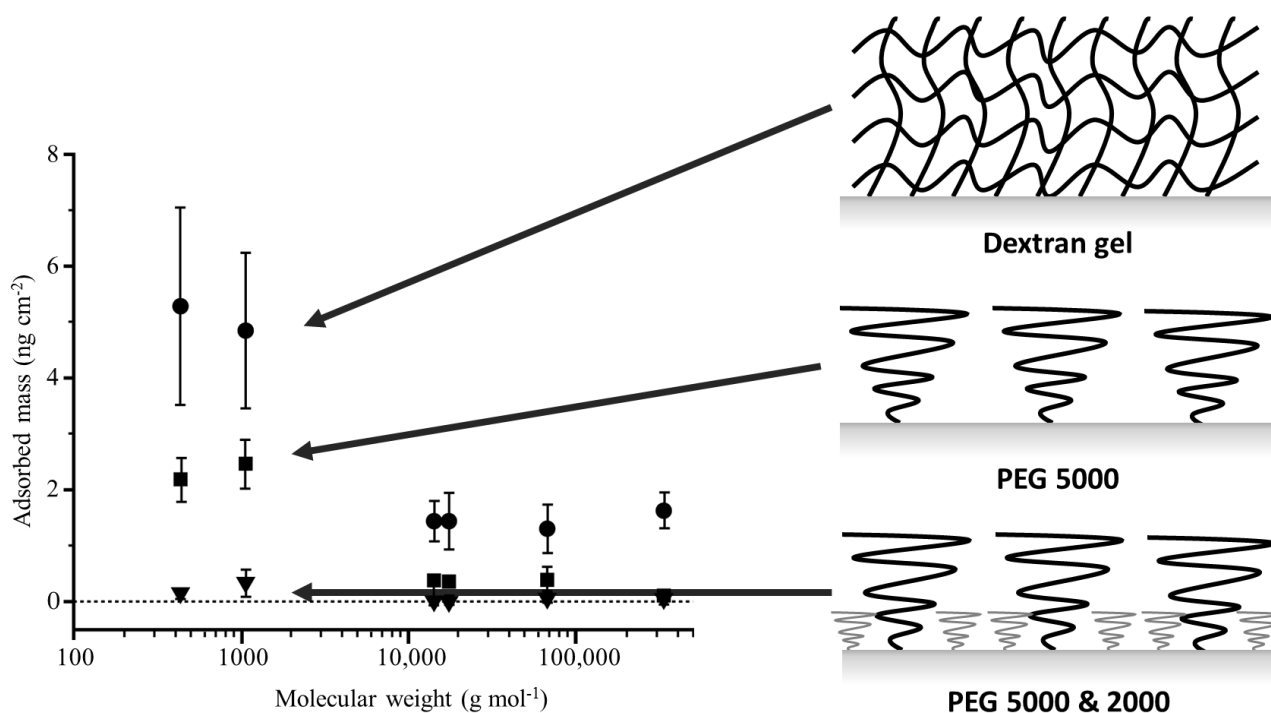 8
6
4
2
0
Adsorbed mass (ng cm-2)
100
1000
10,000
100,000
Molecular weight (g mol-1)
Dextran gel
PEG 5000
PEG 5000 & 2000